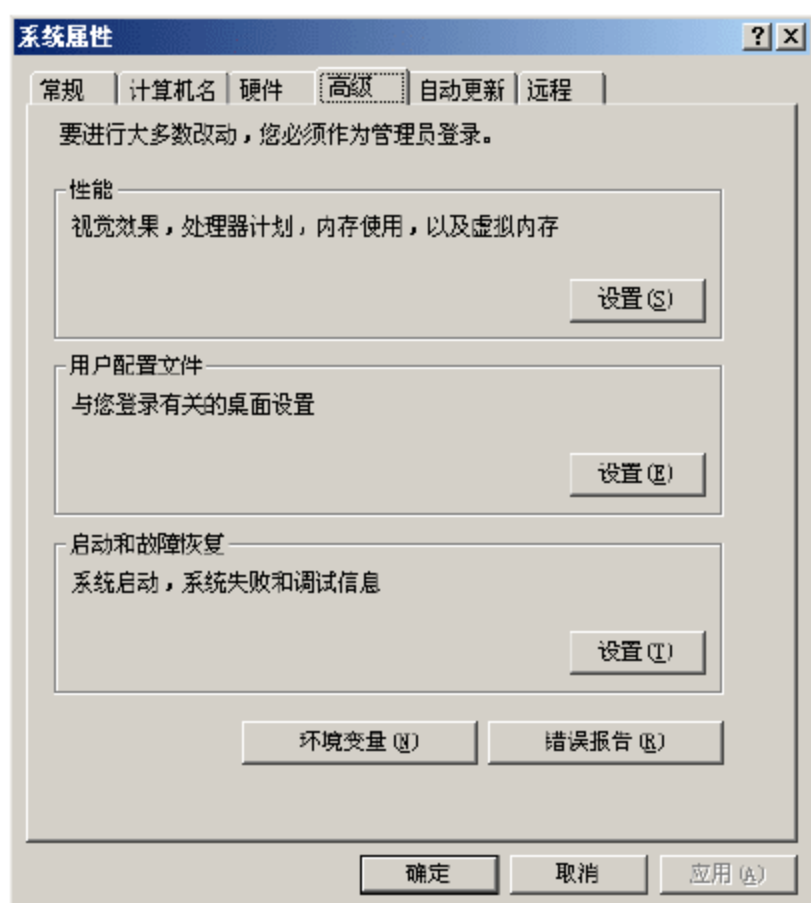 系统属性
常规 计算机名 硬件 高级 自动更新 远程
要进行大多数改动，您必须作为管理员登录。
性能
视觉效果，处理器计划，内存使用，以及虚拟内存
设置(S)
用户配置文件
与您登录有关的桌面设置
设置(E)
启动和故障恢复
系统启动，系统失败和调试信息
设置(T)
环境变量(N) 错误报告(R)
确定 取消 应用(A)